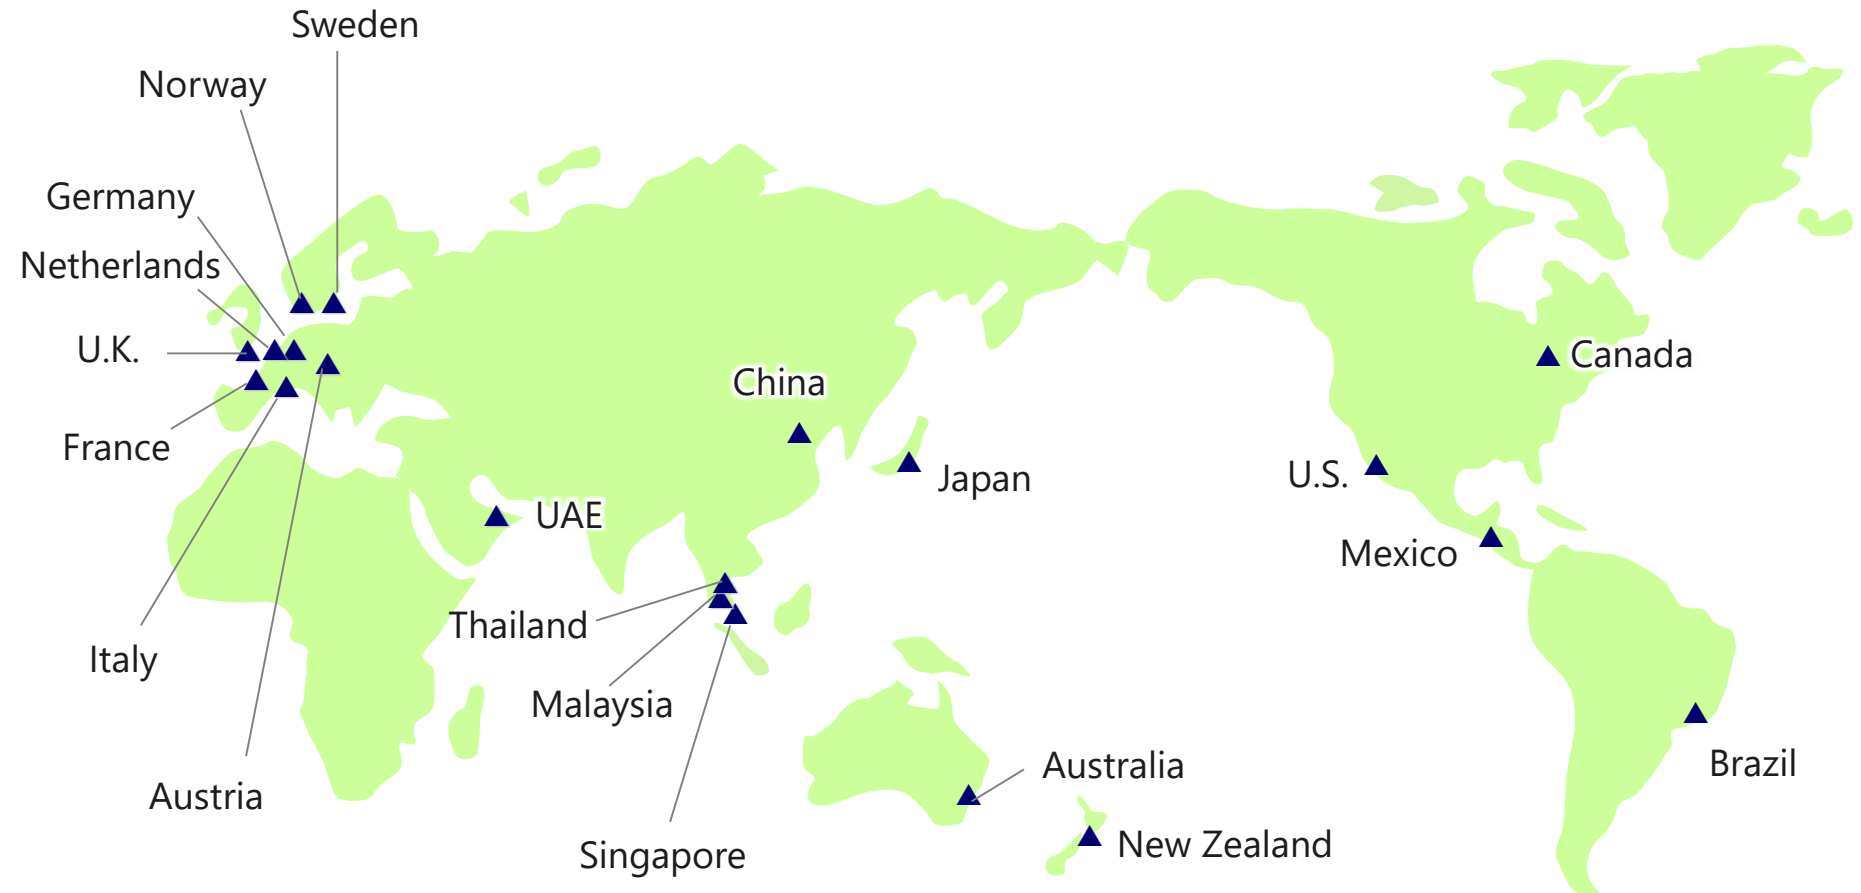 Sweden
Norway
Germany
Netherlands
U.K.
France
Italy
Austria
China
Japan
UAE
Thailand
Malaysia
Singapore
Australia
New Zealand
Canada
U.S.
Mexico
Brazil